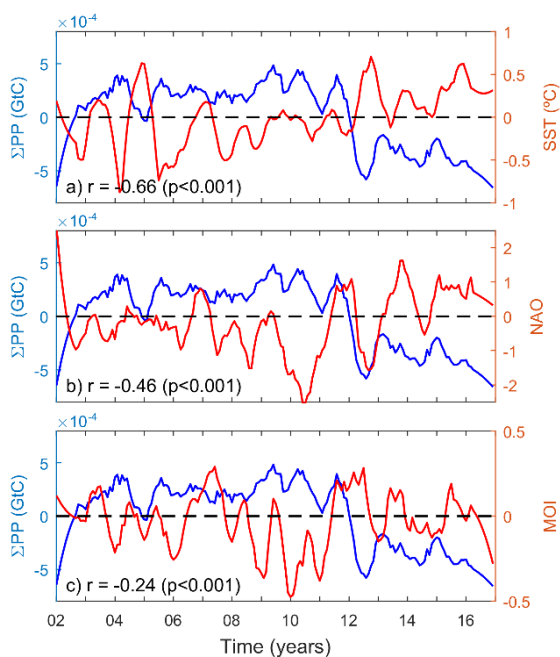 ×10⁻⁴
5
0
-5
ΣPP (GtC)
1
0.5
0
-0.5
-1
SST (ºC)
a) r = -0.66 (p<0.001)
×10⁻⁴
5
0
-5
ΣPP (GtC)
2
1
0
-1
-2
NAO
b) r = -0.46 (p<0.001)
×10⁻⁴
5
0
-5
ΣPP (GtC)
0.5
0
-0.5
MOI
c) r = -0.24 (p<0.001)
02 04 06 08 10 12 14 16
Time (years)